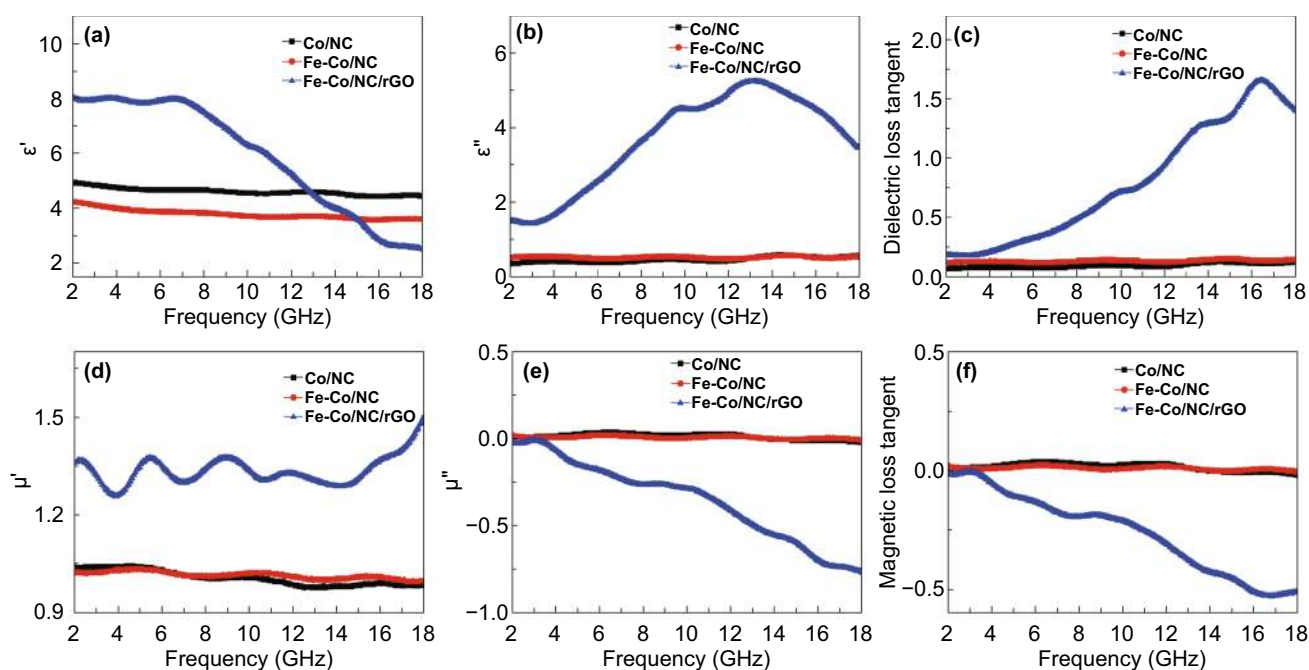 (a)
Co/NC
Fe-Co/NC
Fe-Co/NC/rGO
10
8
6
4
2
ε'
2 4 6 8 10 12 14 16 18
Frequency (GHz)
(b)
Co/NC
Fe-Co/NC
Fe-Co/NC/rGO
6
4
2
0
ε"
2 4 6 8 10 12 14 16 18
Frequency (GHz)
(c)
Co/NC
Fe-Co/NC
Fe-Co/NC/rGO
2.0
1.5
1.0
0.5
0.0
Dielectric loss tangent
2 4 6 8 10 12 14 16 18
Frequency (GHz)
(d)
Co/NC
Fe-Co/NC
Fe-Co/NC/rGO
1.5
1.2
0.9
μ'
2 4 6 8 10 12 14 16 18
Frequency (GHz)
(e)
Co/NC
Fe-Co/NC
Fe-Co/NC/rGO
0.5
0.0
−0.5
−1.0
μ"
2 4 6 8 10 12 14 16 18
Frequency (GHz)
(f)
Co/NC
Fe-Co/NC
Fe-Co/NC/rGO
0.5
0.0
−0.5
Magnetic loss tangent
2 4 6 8 10 12 14 16 18
Frequency (GHz)